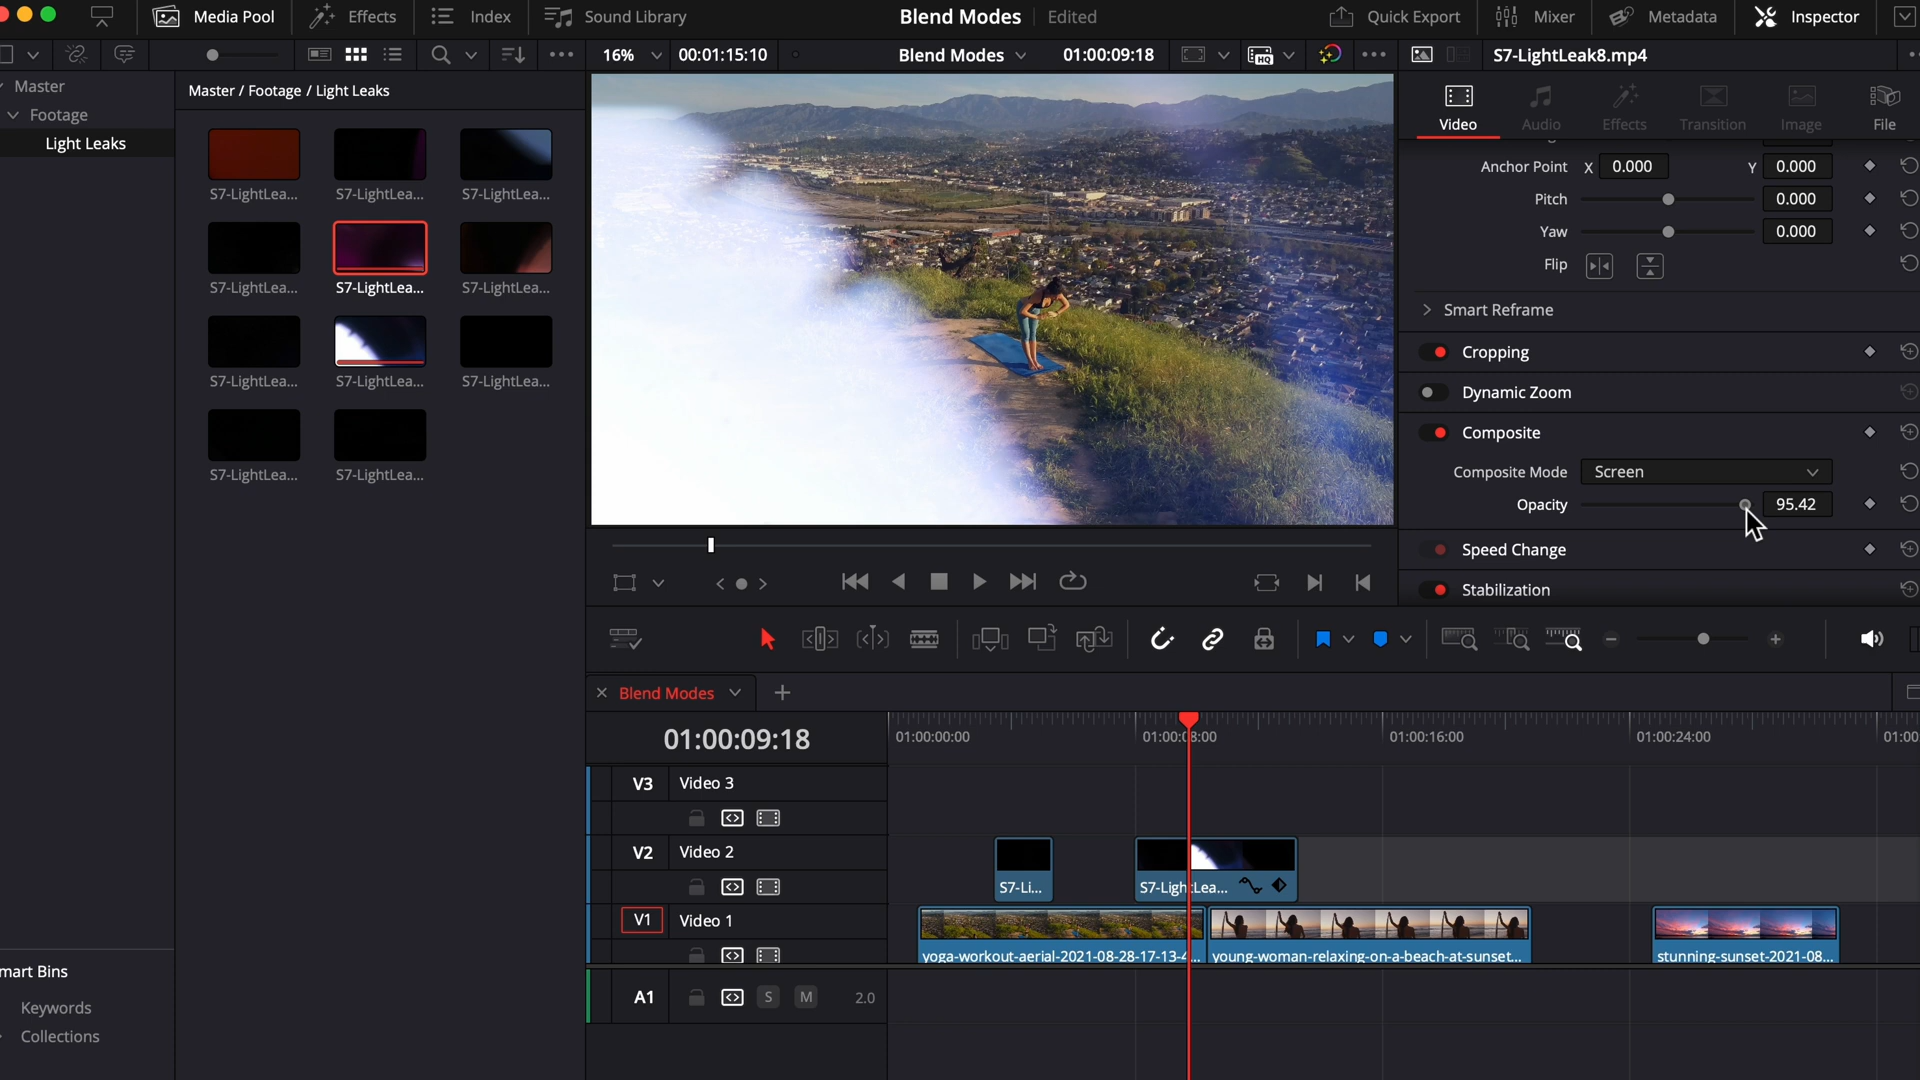 Media Pool
Effects
Index
Sound Library
Blend Modes
Edited
Quick Export
Mixer
Metadata
Inspector
16%
00:01:15:10
Blend Modes
01:00:09:18
S7-LightLeak8.mp4
Master
Footage
Light Leaks
Master / Footage / Light Leaks
S7-LightLea...
S7-LightLea...
S7-LightLea...
S7-LightLea...
S7-LightLea...
S7-LightLea...
S7-LightLea...
S7-LightLea...
S7-LightLea...
S7-LightLea...
S7-LightLea...
mart Bins
Keywords
Collections
HQ
Video
Audio
Effects
Transition
Image
File
Anchor Point X 0.000 Y 0.000
Pitch 0.000
Yaw 0.000
Flip
Smart Reframe
Cropping
Dynamic Zoom
Composite
Composite Mode Screen
Opacity 95.42
Speed Change
Stabilization
Blend Modes
01:00:09:18
01:00:00:00
01:00:08:00
01:00:16:00
01:00:24:00
01:00
V3 Video 3
V2 Video 2
S7-Li...
S7-LightLea...
V1 Video 1
yoga-workout-aerial-2021-08-28-17-13-4...
young-woman-relaxing-on-a-beach-at-sunset...
stunning-sunset-2021-08...
A1
S
M
2.0